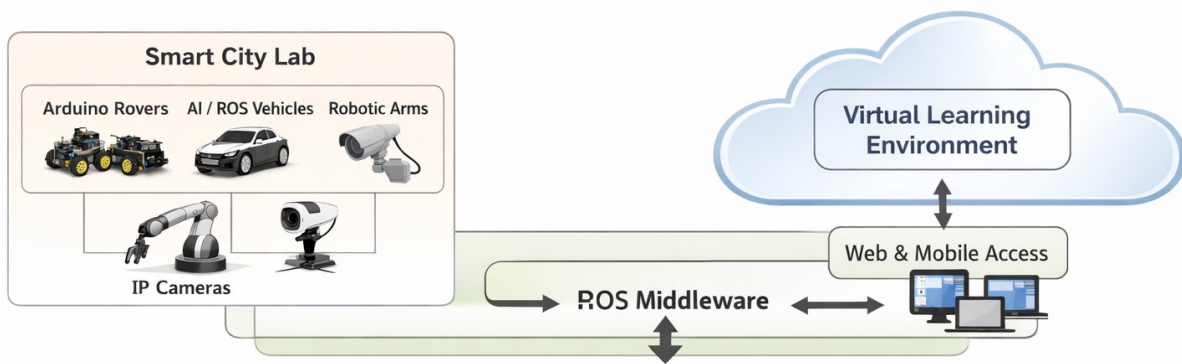 Smart City Lab
Arduino Rovers AI / ROS Vehicles Robotic Arms
IP Cameras
Virtual Learning
Environment
Web & Mobile Access
ROS Middleware